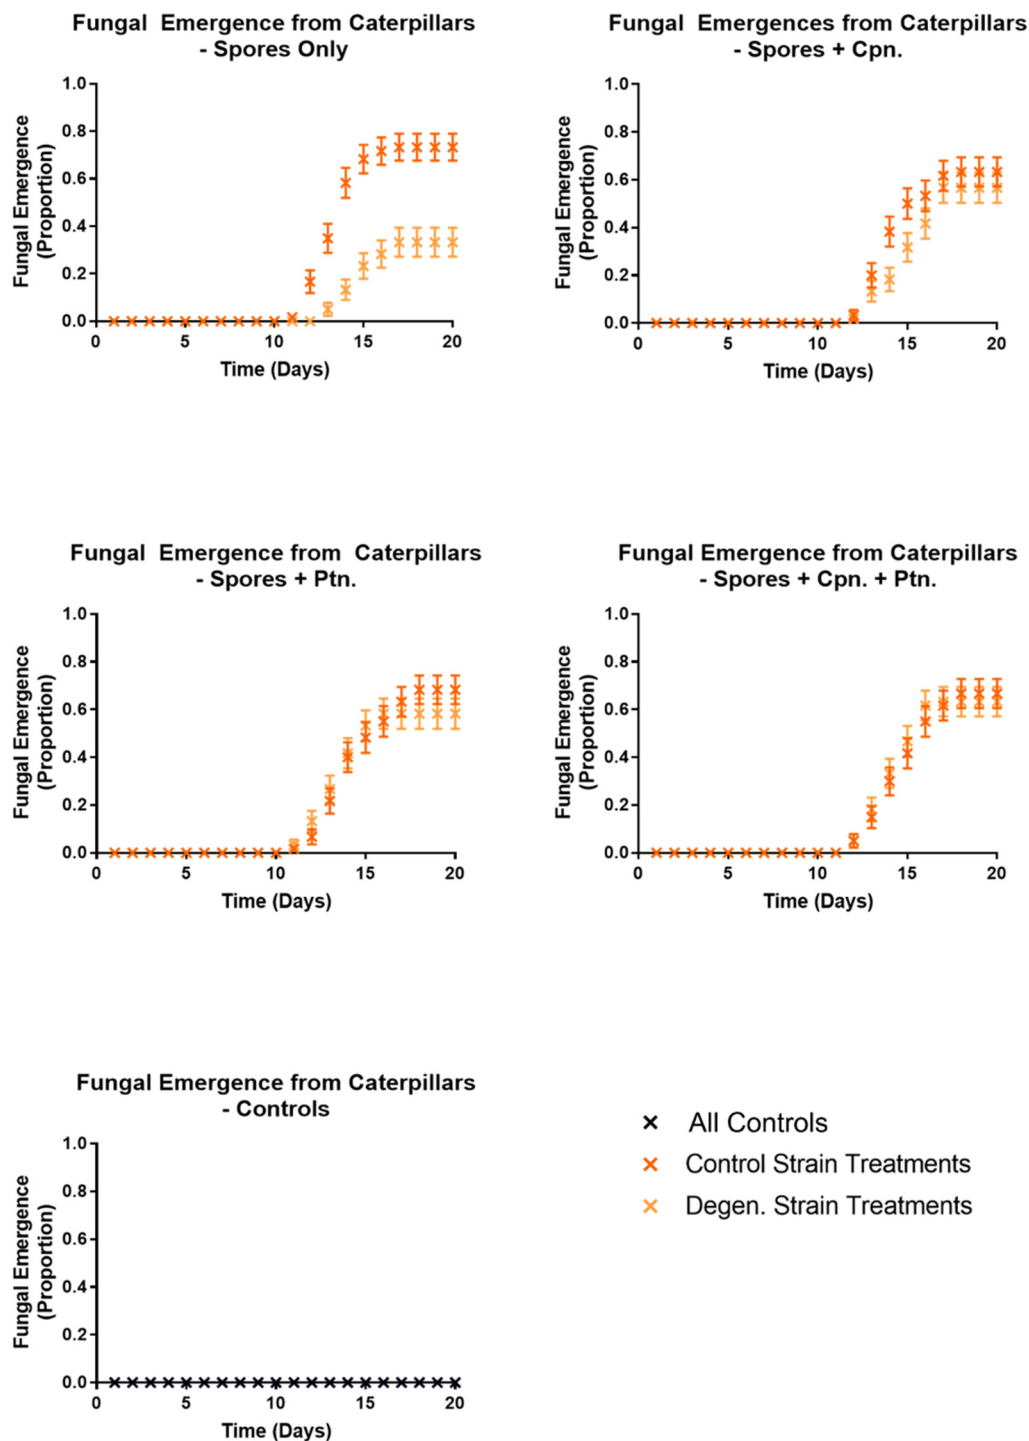 Fungal Emergence from Caterpillars
- Spores Only
1.0
0.8
0.6
0.4
0.2
0.0
Fungal Emergence
(Proportion)
0 5 10 15 20
Time (Days)
Fungal Emergences from Caterpillars
- Spores + Cpn.
1.0
0.8
0.6
0.4
0.2
0.0
Fungal Emergence
(Proportion)
0 5 10 15 20
Time (Days)
Fungal Emergence from Caterpillars
- Spores + Ptn.
1.0
0.8
0.6
0.4
0.2
0.0
Fungal Emergence
(Proportion)
0 5 10 15 20
Time (Days)
Fungal Emergence from Caterpillars
- Spores + Cpn. + Ptn.
1.0
0.8
0.6
0.4
0.2
0.0
Fungal Emergence
(Proportion)
0 5 10 15 20
Time (Days)
Fungal Emergence from Caterpillars
- Controls
1.0
0.8
0.6
0.4
0.2
0.0
Fungal Emergence
(Proportion)
0 5 10 15 20
Time (Days)
All Controls
Control Strain Treatments
Degen. Strain Treatments